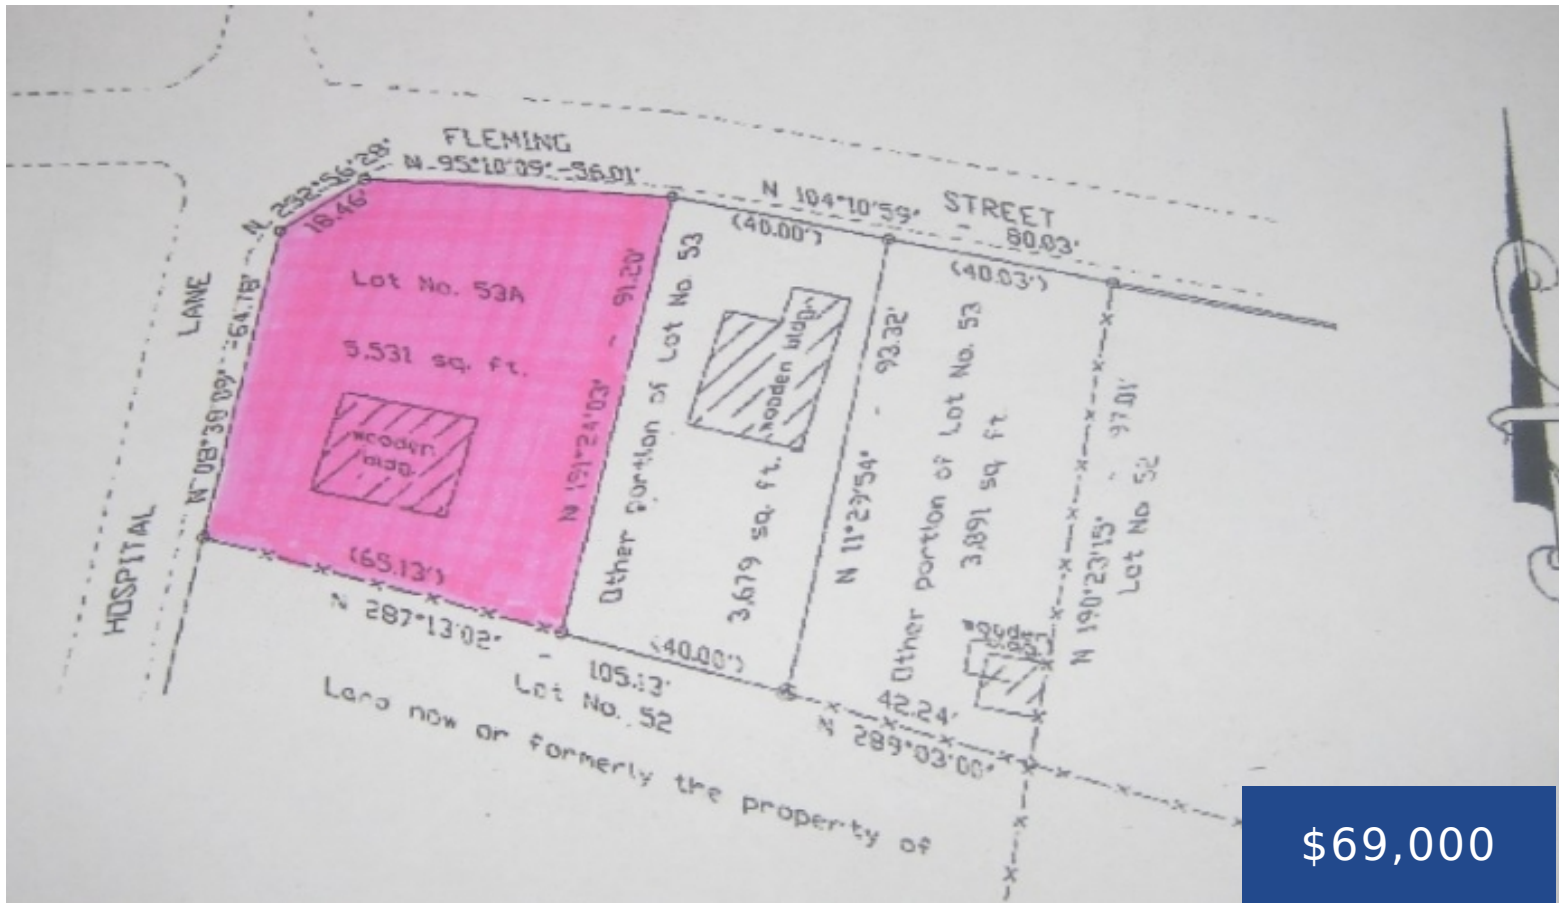 FLEMING
N 95°10'09" - 56.01'
N 232°56'28"
18.46'
N 104°10'59" - 80.03'
STREET
(40.00')
(40.03')
LANE
HOSPITAL
N 08°39'09" - 64.78'
Lot No. 53A
5,531 sq. ft.
wooden
bldg.
N 191°24'03" - 91.20'
Other portion of Lot No. 53
3,679 sq. ft.
wooden bldg.
N 11°29'54" - 93.32'
Other portion of Lot No. 53
3,891 sq ft.
N 190°23'15" - 97.01'
Lot No 52
(65.13')
N 287°13'02" - 105.13'
(40.00')
42.24'
N 289°03'00"
Lot No. 52
Land now or formerly the property of
$69,000